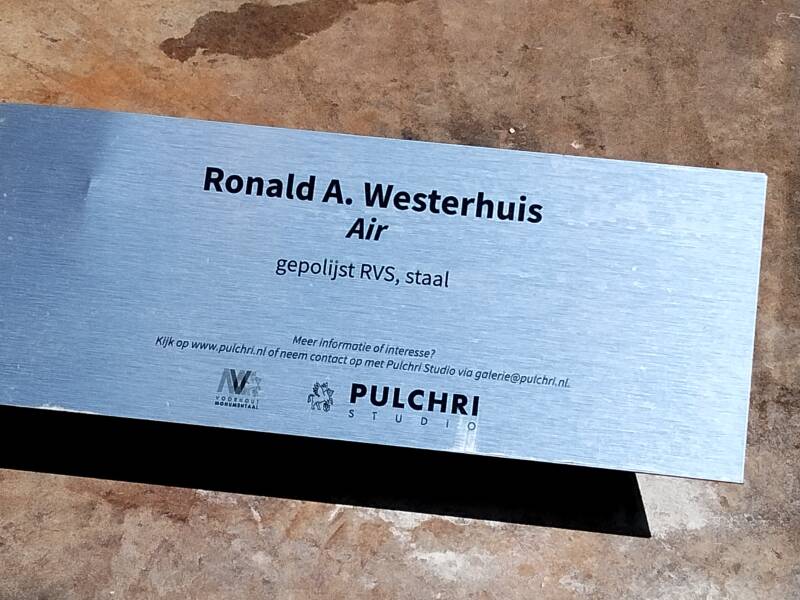 Ronald A. Westerhuis
Air
gepolijst RVS, staal
Meer informatie of interesse?
Kijk op www.pulchri.nl of neem contact op met Pulchri Studio via galerie@pulchri.nl.
VOORHOUT
MONUMENTAAL
PULCHRI
STUDIO